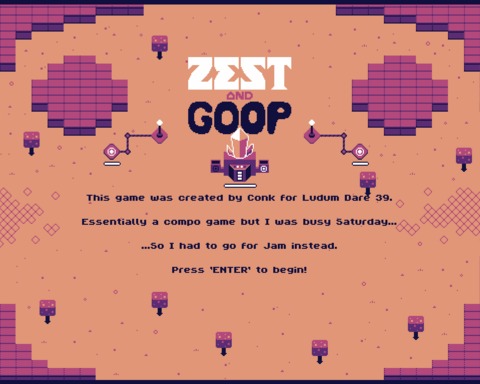 ZEST
AND
GOOP
This game was created by Conk for Ludum Dare 39.
Essentially a compo game but I was busy Saturday...
...So I had to go for Jam instead.
Press 'ENTER' to begin!